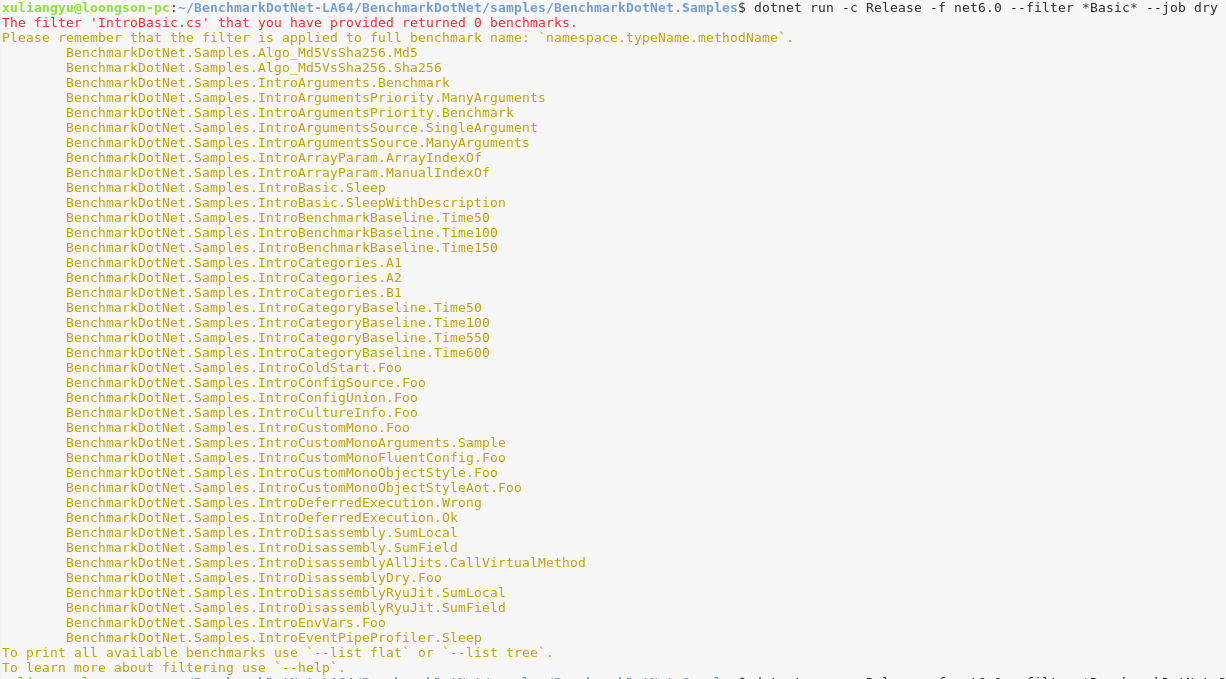 xuliangyu@loongson-pc:~/BenchmarkDotNet-LA64/BenchmarkDotNet/samples/BenchmarkDotNet.Samples$ dotnet run -c Release -f net6.0 --filter *Basic* --job dry
The filter 'IntroBasic.cs' that you have provided returned 0 benchmarks.
Please remember that the filter is applied to full benchmark name: `namespace.typeName.methodName`.
BenchmarkDotNet.Samples.Algo_Md5VsSha256.Md5
BenchmarkDotNet.Samples.Algo_Md5VsSha256.Sha256
BenchmarkDotNet.Samples.IntroArguments.Benchmark
BenchmarkDotNet.Samples.IntroArgumentsPriority.ManyArguments
BenchmarkDotNet.Samples.IntroArgumentsPriority.Benchmark
BenchmarkDotNet.Samples.IntroArgumentsSource.SingleArgument
BenchmarkDotNet.Samples.IntroArgumentsSource.ManyArguments
BenchmarkDotNet.Samples.IntroArrayParam.ArrayIndexOf
BenchmarkDotNet.Samples.IntroArrayParam.ManualIndexOf
BenchmarkDotNet.Samples.IntroBasic.Sleep
BenchmarkDotNet.Samples.IntroBasic.SleepWithDescription
BenchmarkDotNet.Samples.IntroBenchmarkBaseline.Time50
BenchmarkDotNet.Samples.IntroBenchmarkBaseline.Time100
BenchmarkDotNet.Samples.IntroBenchmarkBaseline.Time150
BenchmarkDotNet.Samples.IntroCategories.A1
BenchmarkDotNet.Samples.IntroCategories.A2
BenchmarkDotNet.Samples.IntroCategories.B1
BenchmarkDotNet.Samples.IntroCategoryBaseline.Time50
BenchmarkDotNet.Samples.IntroCategoryBaseline.Time100
BenchmarkDotNet.Samples.IntroCategoryBaseline.Time550
BenchmarkDotNet.Samples.IntroCategoryBaseline.Time600
BenchmarkDotNet.Samples.IntroColdStart.Foo
BenchmarkDotNet.Samples.IntroConfigSource.Foo
BenchmarkDotNet.Samples.IntroConfigUnion.Foo
BenchmarkDotNet.Samples.IntroCultureInfo.Foo
BenchmarkDotNet.Samples.IntroCustomMono.Foo
BenchmarkDotNet.Samples.IntroCustomMonoArguments.Sample
BenchmarkDotNet.Samples.IntroCustomMonoFluentConfig.Foo
BenchmarkDotNet.Samples.IntroCustomMonoObjectStyle.Foo
BenchmarkDotNet.Samples.IntroCustomMonoObjectStyleAot.Foo
BenchmarkDotNet.Samples.IntroDeferredExecution.Wrong
BenchmarkDotNet.Samples.IntroDeferredExecution.Ok
BenchmarkDotNet.Samples.IntroDisassembly.SumLocal
BenchmarkDotNet.Samples.IntroDisassembly.SumField
BenchmarkDotNet.Samples.IntroDisassemblyAllJits.CallVirtualMethod
BenchmarkDotNet.Samples.IntroDisassemblyDry.Foo
BenchmarkDotNet.Samples.IntroDisassemblyRyuJit.SumLocal
BenchmarkDotNet.Samples.IntroDisassemblyRyuJit.SumField
BenchmarkDotNet.Samples.IntroEnvVars.Foo
BenchmarkDotNet.Samples.IntroEventPipeProfiler.Sleep
To print all available benchmarks use `--list flat` or `--list tree`.
To learn more about filtering use `--help`.